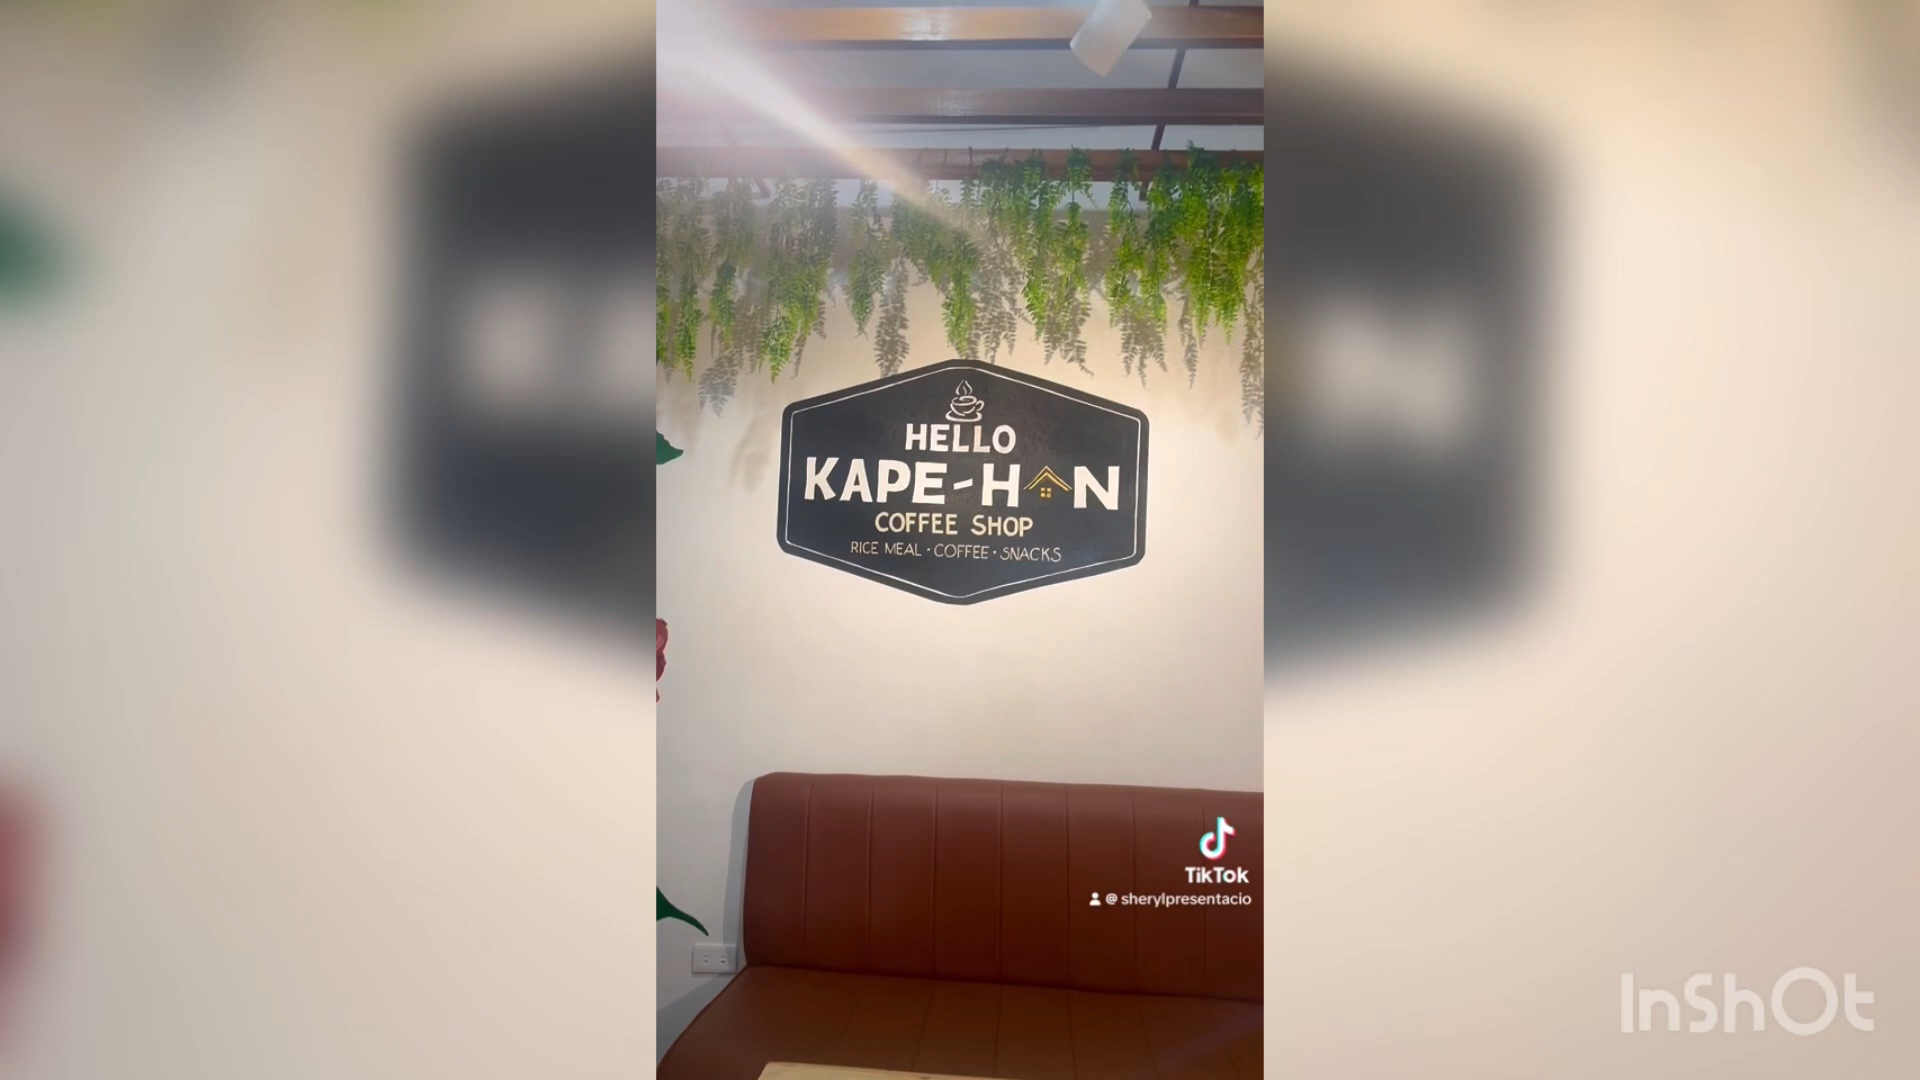 HELLO
KAPE-HAN
COFFEE SHOP
RICE MEAL · COFFEE · SNACKS
TikTok
@ sherylpresentacio
InShOt